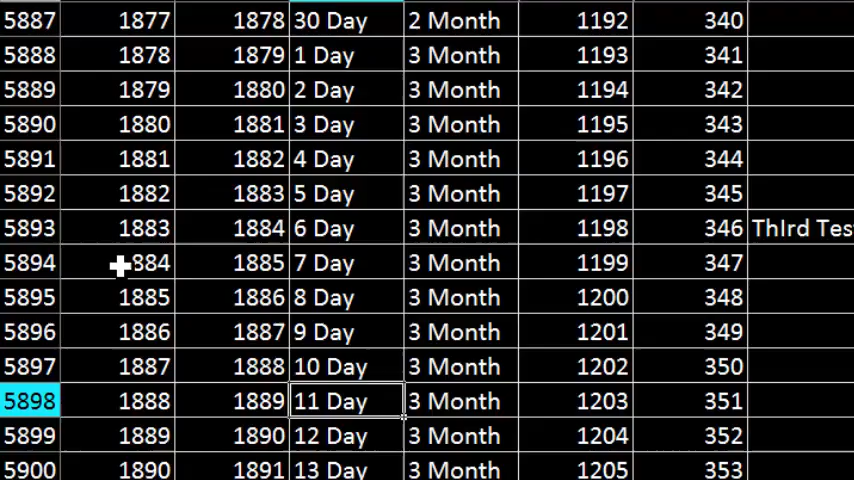 5887 1877 1878 30 Day 2 Month 1192 340
5888 1878 1879 1 Day 3 Month 1193 341
5889 1879 1880 2 Day 3 Month 1194 342
5890 1880 1881 3 Day 3 Month 1195 343
5891 1881 1882 4 Day 3 Month 1196 344
5892 1882 1883 5 Day 3 Month 1197 345
5893 1883 1884 6 Day 3 Month 1198 346 ThIrd Tes
5894 1884 1885 7 Day 3 Month 1199 347
5895 1885 1886 8 Day 3 Month 1200 348
5896 1886 1887 9 Day 3 Month 1201 349
5897 1887 1888 10 Day 3 Month 1202 350
5898 1888 1889 11 Day 3 Month 1203 351
5899 1889 1890 12 Day 3 Month 1204 352
5900 1890 1891 13 Day 3 Month 1205 353